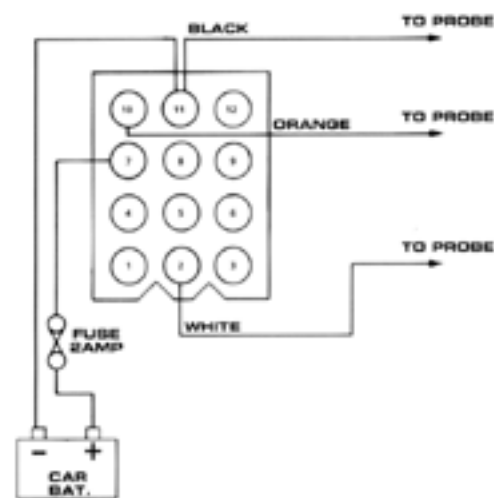 BLACK
TO PROBE
10 11 12
ORANGE
TO PROBE
7 8 9
4 5 6
TO PROBE
1 2 3
WHITE
FUSE
2AMP
- +
CAR
BAT.